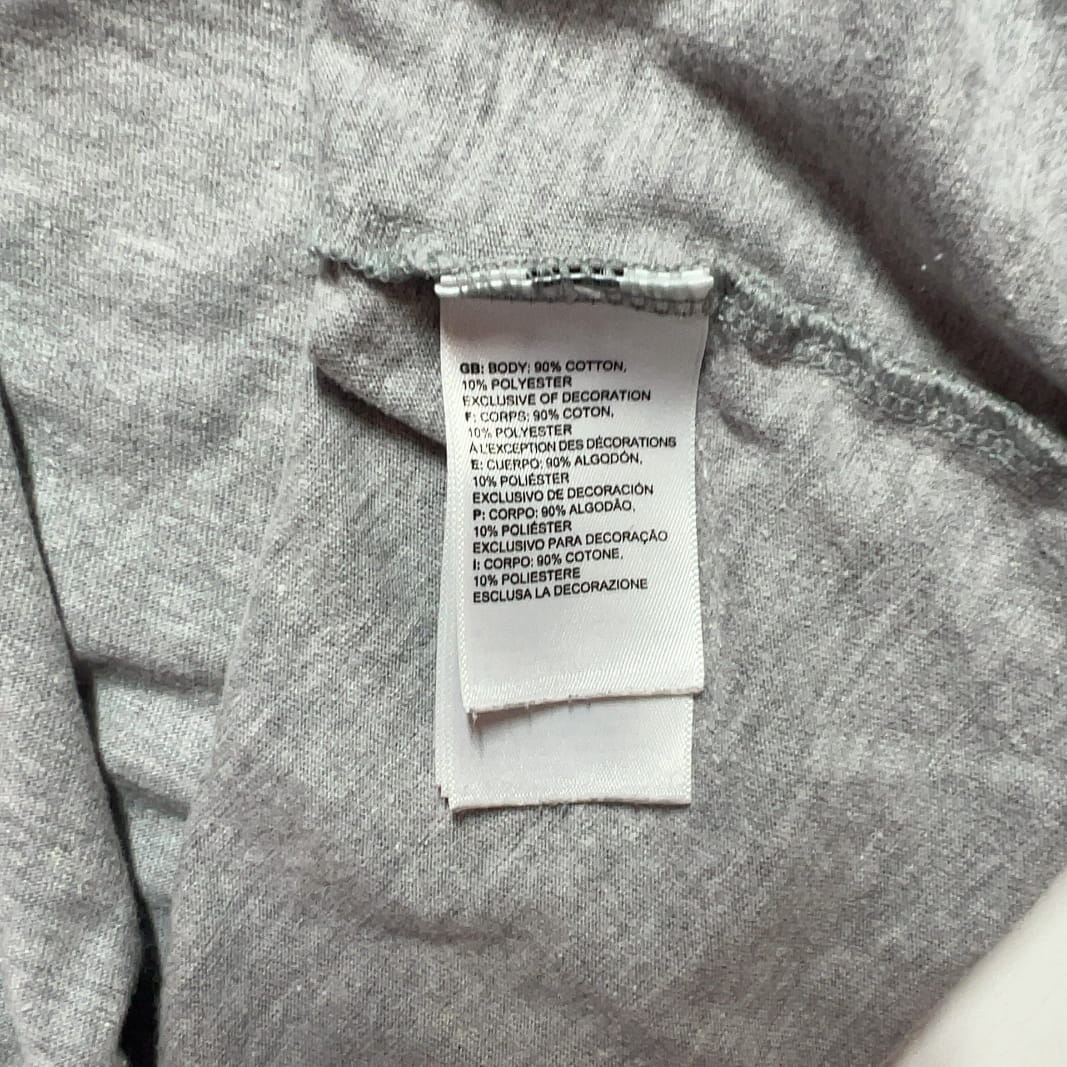 GB: BODY: 90% COTTON,
10% POLYESTER
EXCLUSIVE OF DECORATION
F: CORPS: 90% COTON,
10% POLYESTER
À L'EXCEPTION DES DÉCORATIONS
E: CUERPO: 90% ALGODÓN,
10% POLIÉSTER
EXCLUSIVO DE DECORACIÓN
P: CORPO: 90% ALGODÃO,
10% POLIÉSTER
EXCLUSIVO PARA DECORAÇÃO
I: CORPO: 90% COTONE,
10% POLIESTERE
ESCLUSA LA DECORAZIONE